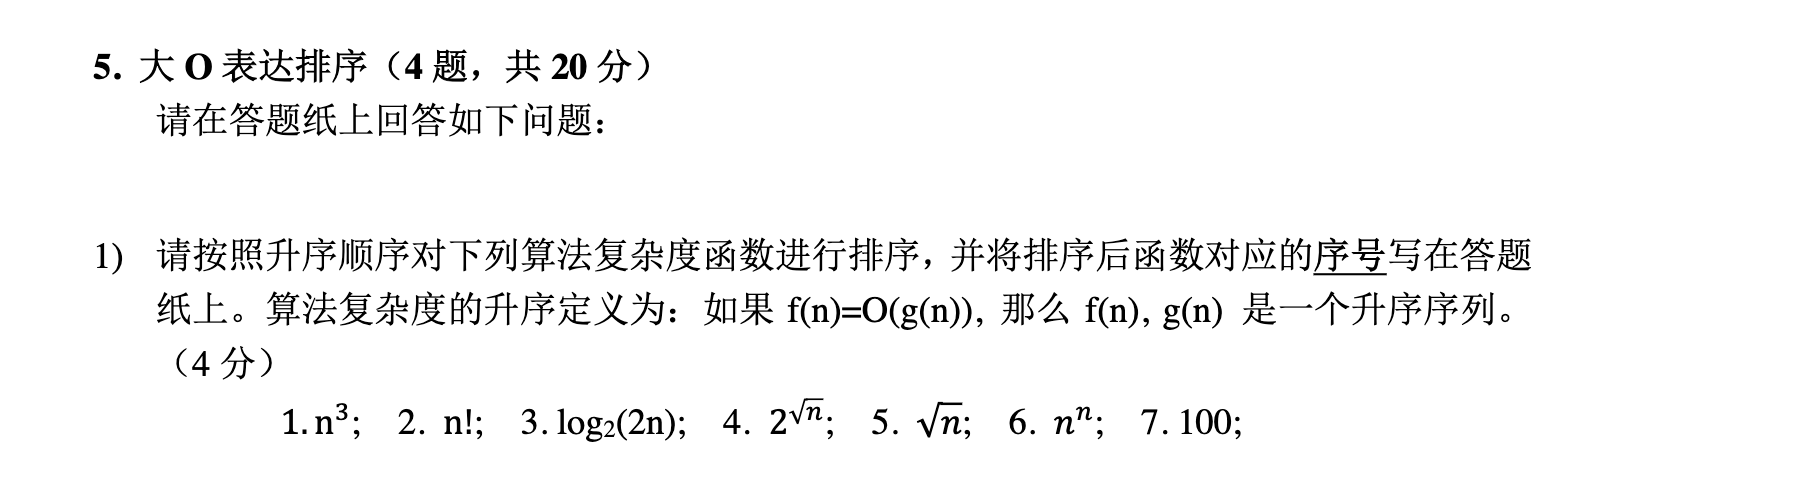 5. 大 O 表达排序（4 题，共 20 分）
请在答题纸上回答如下问题：
1) 请按照升序顺序对下列算法复杂度函数进行排序，并将排序后函数对应的序号写在答题
纸上。算法复杂度的升序定义为：如果 f(n)=O(g(n)), 那么 f(n), g(n) 是一个升序序列。
（4 分）
1. n³; 2. n!; 3. log₂(2n); 4. 2^√n; 5. √n; 6. nⁿ; 7. 100;